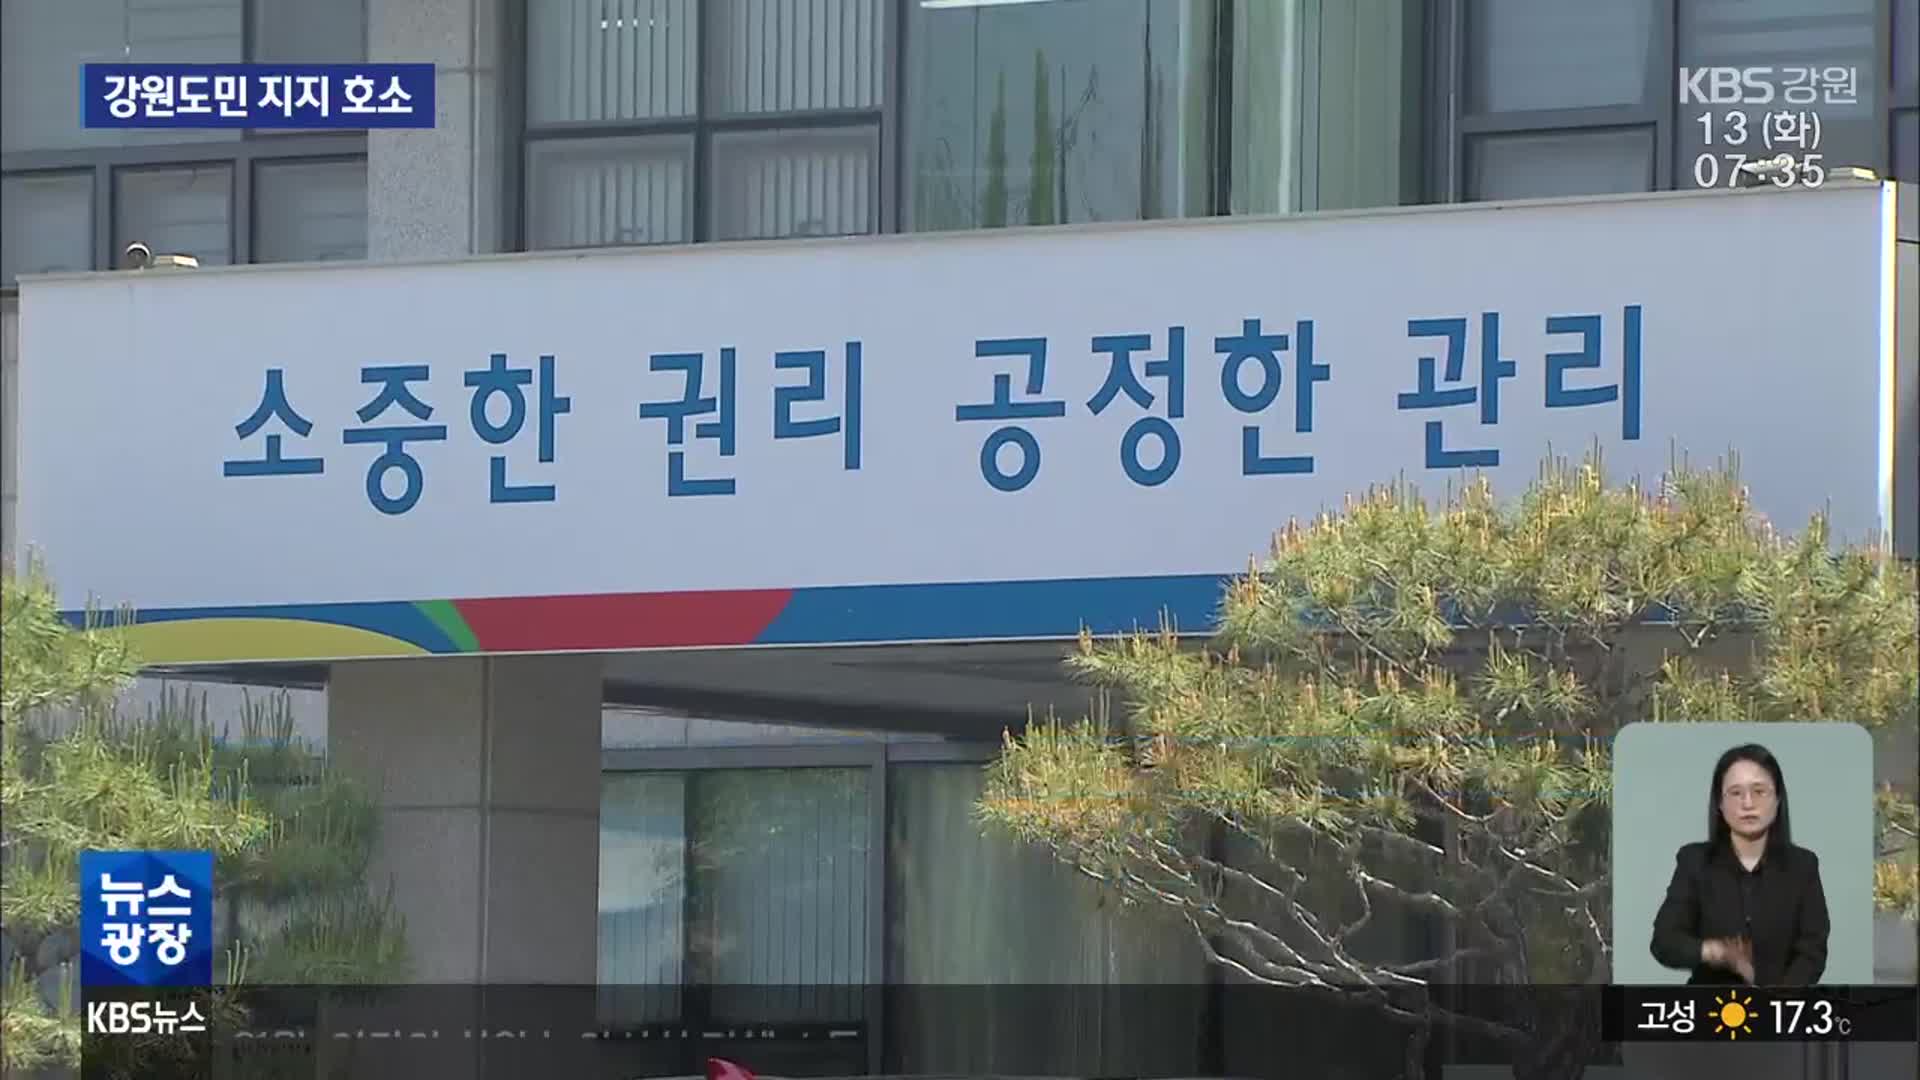 강원도민 지지 호소
KBS 강원
13 (화)
07:35
소중한 권리 공정한 관리
뉴스
광장
KBS뉴스
고성 17.3℃